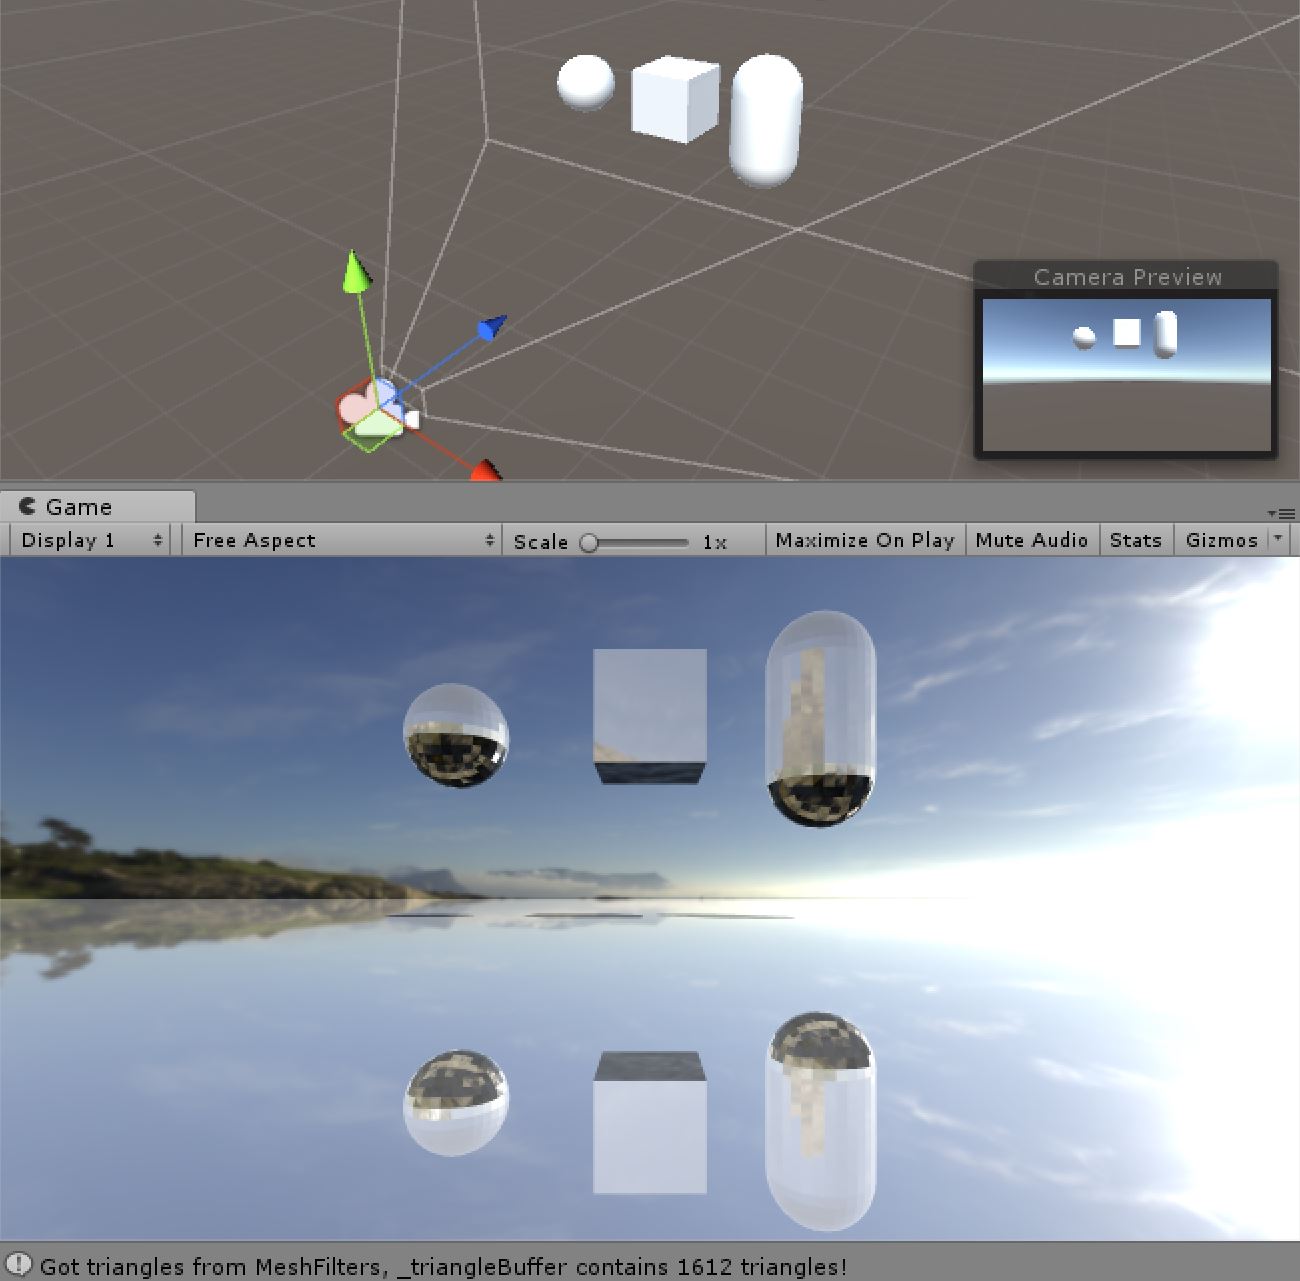 Camera Preview
Game
Display 1
Free Aspect
Scale
1x
Maximize On Play
Mute Audio
Stats
Gizmos
Got triangles from MeshFilters, _triangleBuffer contains 1612 triangles!